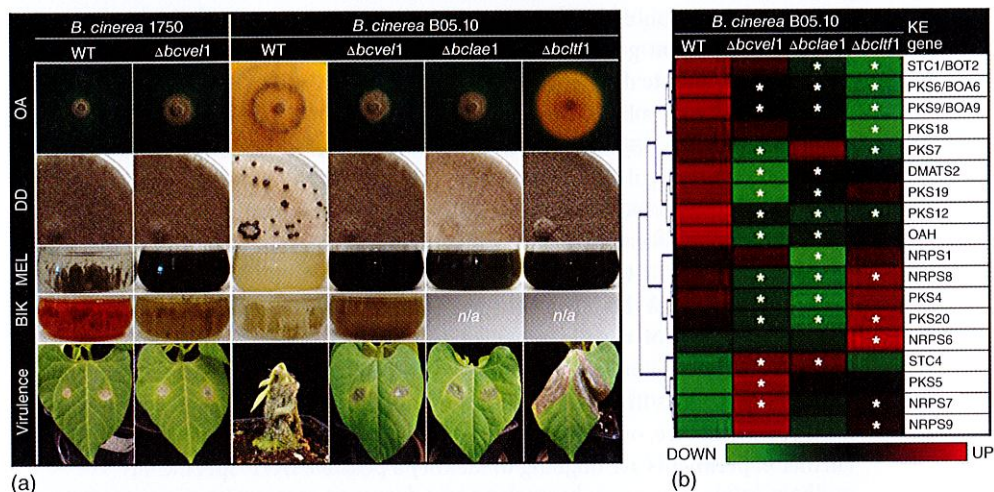 B. cinerea 1750 B. cinerea B05.10
WT Δbcvel1 WT Δbcvel1 Δbclae1 Δbcltf1
OA
DD
MEL
BIK
n/a n/a
Virulence
(a)
B. cinerea B05.10 KE
WT Δbcvel1 Δbclae1 Δbcltf1 gene
* * STC1/BOT2
* * * PKS6/BOA6
* * * PKS9/BOA9
* PKS18
* * PKS7
* * DMATS2
* * PKS19
* * * PKS12
* * OAH
* NRPS1
* * * NRPS8
* * PKS4
* * * PKS20
* NRPS6
* * STC4
* PKS5
* * NRPS7
* NRPS9
DOWN UP
(b)